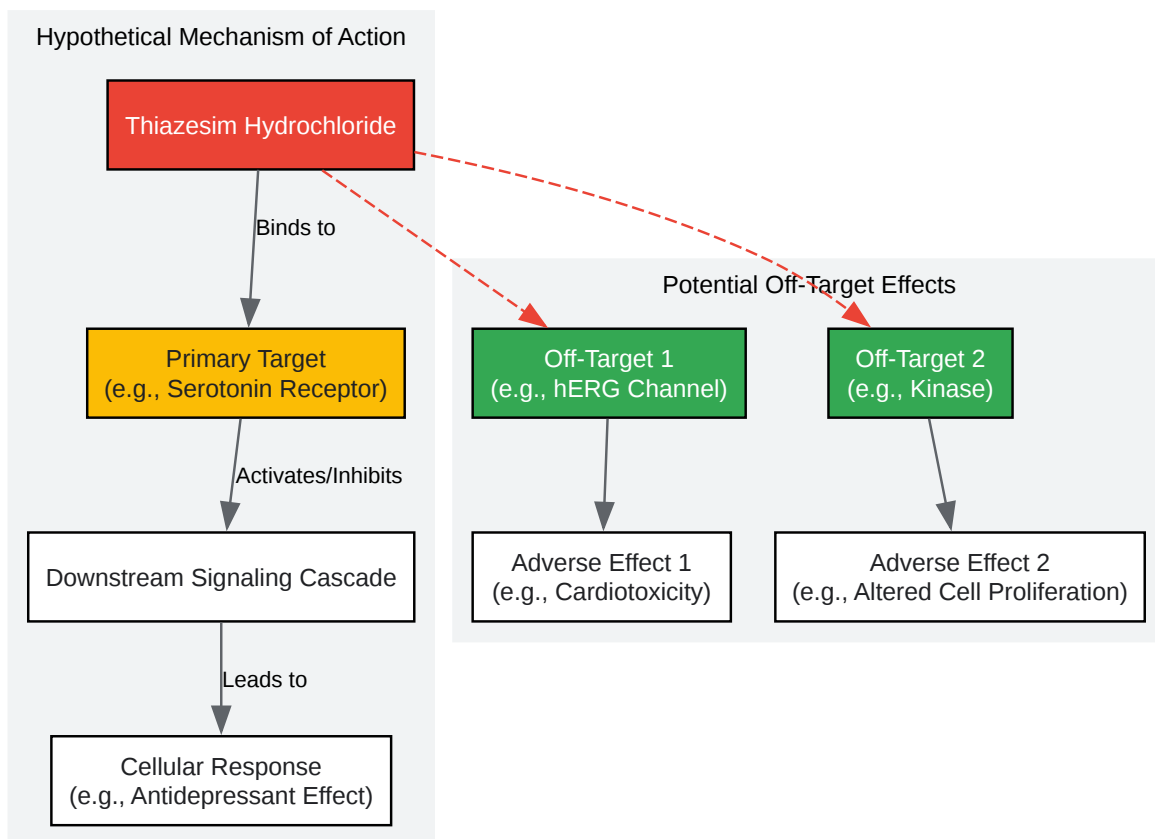 Hypothetical Mechanism of Action
Thiazesim Hydrochloride
Binds to
Primary Target
(e.g., Serotonin Receptor)
Activates/Inhibits
Downstream Signaling Cascade
Leads to
Cellular Response
(e.g., Antidepressant Effect)
Potential Off-Target Effects
Off-Target 1
(e.g., hERG Channel)
Off-Target 2
(e.g., Kinase)
Adverse Effect 1
(e.g., Cardiotoxicity)
Adverse Effect 2
(e.g., Altered Cell Proliferation)